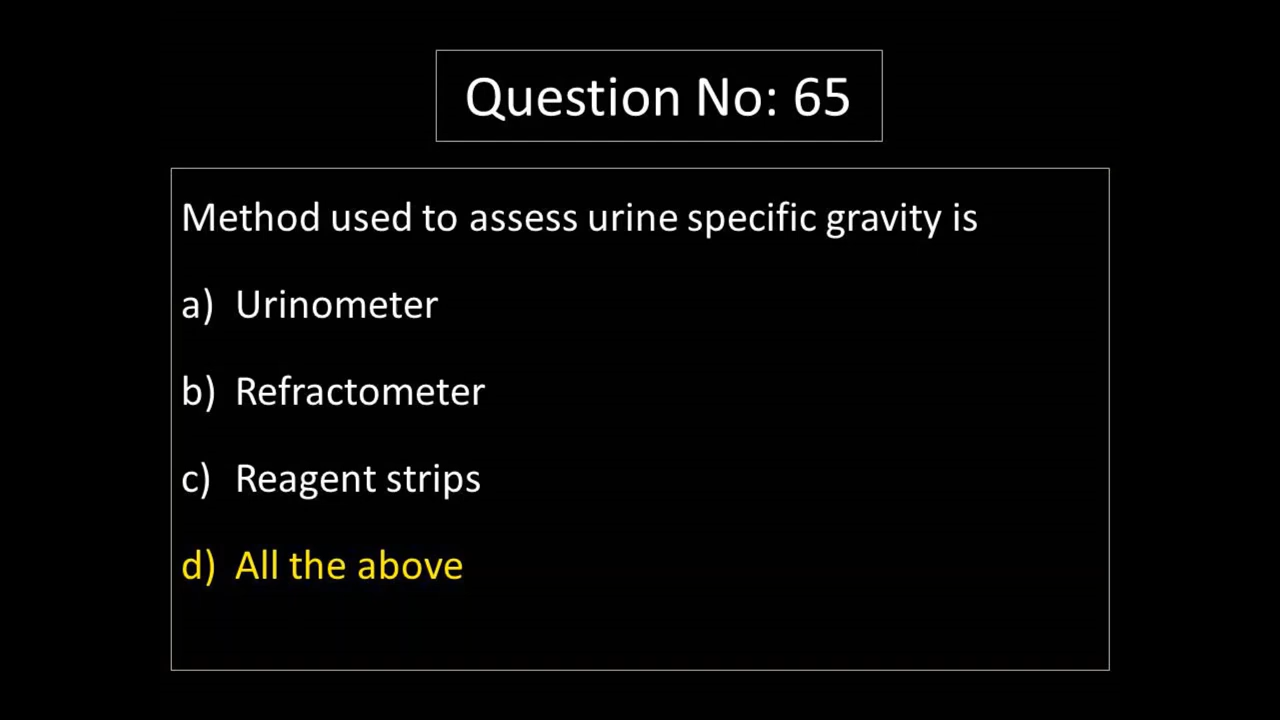 Question No: 65
Method used to assess urine specific gravity is
a) Urinometer
b) Refractometer
c) Reagent strips
d) All the above